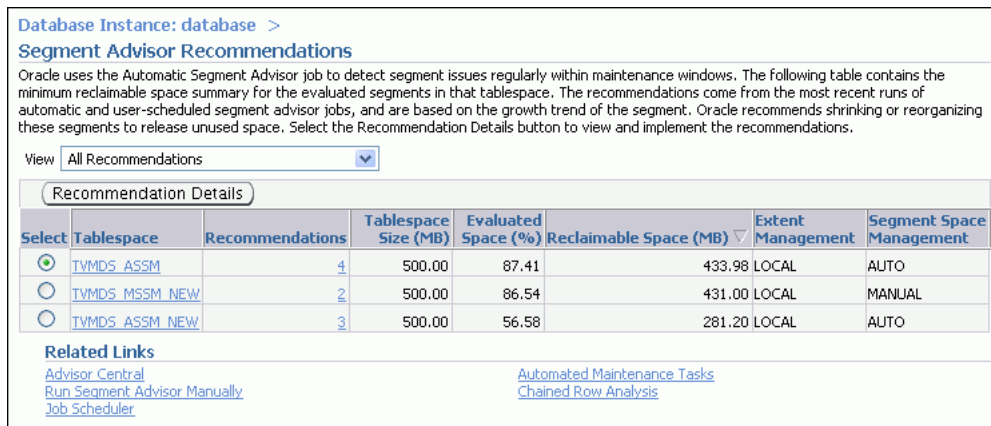 Database Instance: database >
Segment Advisor Recommendations
Oracle uses the Automatic Segment Advisor job to detect segment issues regularly within maintenance windows. The following table contains the
minimum reclaimable space summary for the evaluated segments in that tablespace. The recommendations come from the most recent runs of
automatic and user-scheduled segment advisor jobs, and are based on the growth trend of the segment. Oracle recommends shrinking or reorganizing
these segments to release unused space. Select the Recommendation Details button to view and implement the recommendations.
View All Recommendations
Recommendation Details
Select Tablespace Recommendations Tablespace Size (MB) Evaluated Space (%) Reclaimable Space (MB) Extent Management Segment Space Management
TVMDS_ASSM 4 500.00 87.41 433.98 LOCAL AUTO
TVMDS_MSSM_NEW 2 500.00 86.54 431.00 LOCAL MANUAL
TVMDS_ASSM_NEW 3 500.00 56.58 281.20 LOCAL AUTO
Related Links
Advisor Central Automated Maintenance Tasks
Run Segment Advisor Manually Chained Row Analysis
Job Scheduler